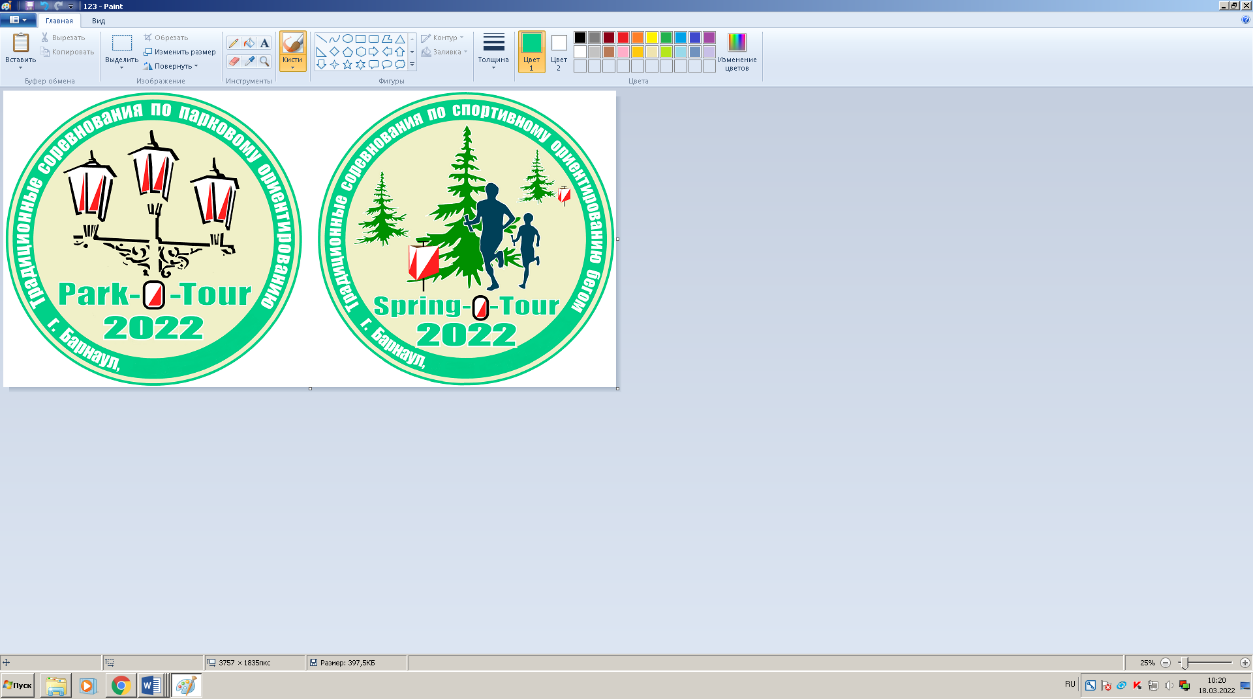 123 - Paint
Главная
Вид
Вставить
Вырезать
Копировать
Буфер обмена
Выделить
Обрезать
Изменить размер
Повернуть
Изображение
A
Инструменты
Кисти
Контур
Заливка
Фигуры
Толщина
Цвет
1
Цвет
2
Изменение
цветов
Цвета
Традиционные соревнования по парковому ориентированию
Park-O-Tour
2022
г. Барнаул,
Традиционные соревнования по спортивному ориентированию бегом
Spring-O-Tour
2022
г. Барнаул,
3757 × 1835пкс
Размер: 397,5КБ
25%
Пуск
RU
10:20
18.03.2022